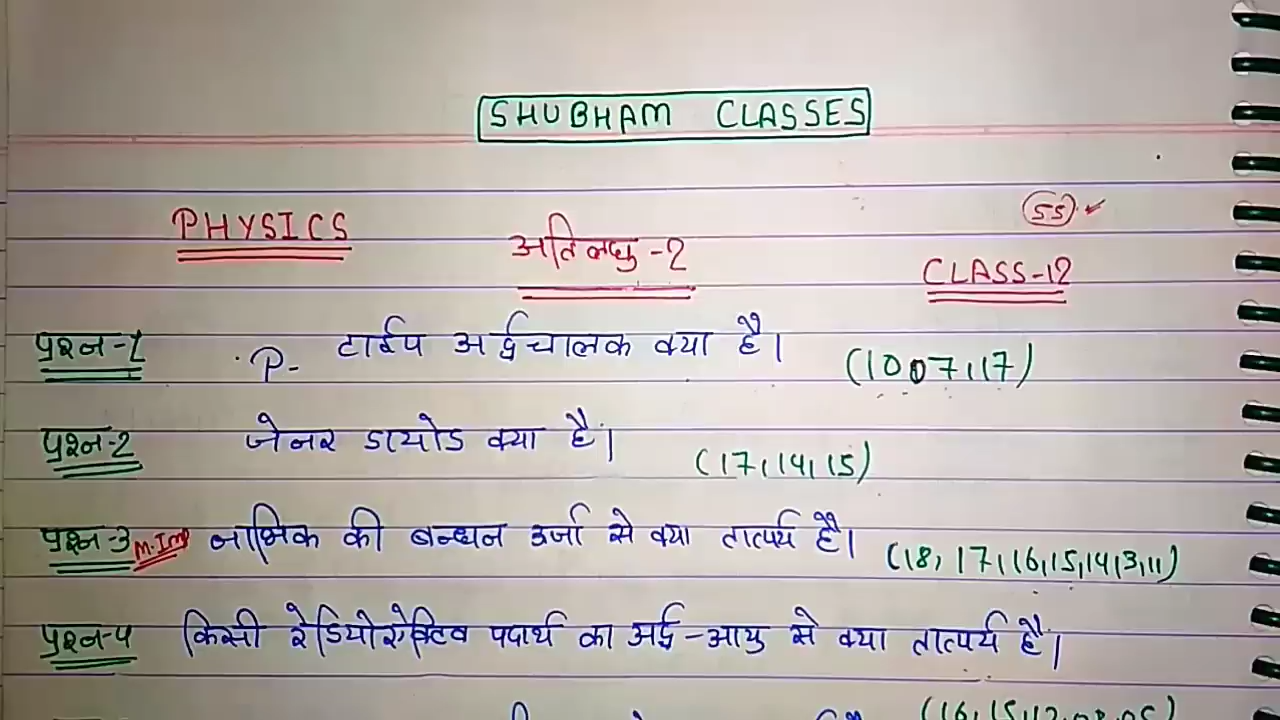 SHUBHAM CLASSES
PHYSICS अतिलघु-2 55 CLASS-12
प्रश्न-1 P- टाईप अर्द्धचालक क्या है। (10 07,17)
प्रश्न-2 जेनर डायोड क्या है। (17,14,15)
प्रश्न-3 M.Imp नाभिक की बन्धन उर्जा से क्या तात्पर्य है। (18, 17,16,15,14,13,11)
प्रश्न-4 किसी रेडियोऐक्टिव पदार्थ का अर्द्ध-आयु से क्या तात्पर्य है।